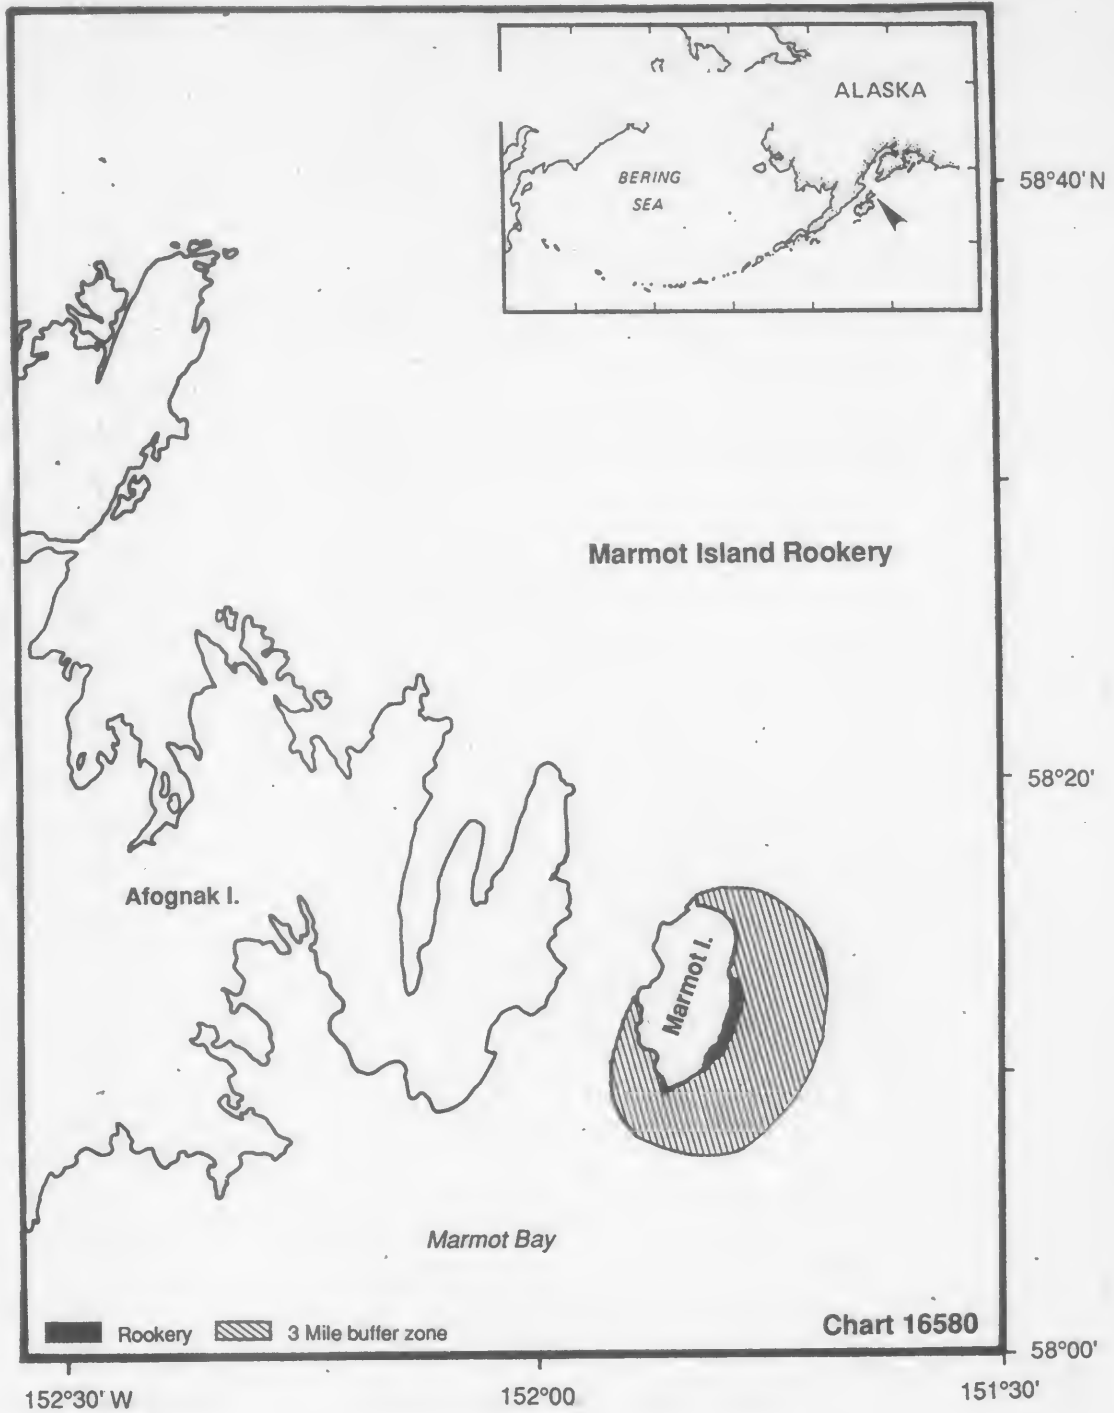 ALASKA
BERING
SEA
58°40' N
Marmot Island Rookery
58°20'
Afognak I.
Marmot I.
Marmot Bay
Rookery
3 Mile buffer zone
Chart 16580
58°00'
152°30' W
152°00
151°30'